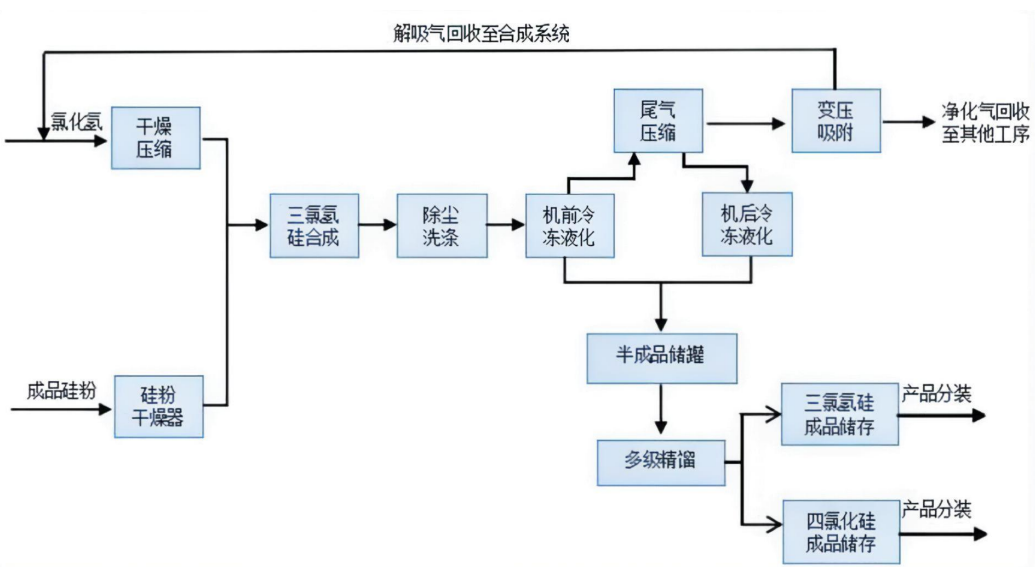 解吸气回收至合成系统
氯化氢
干燥
压缩
尾气
压缩
变压
吸附
净化气回收
至其他工序
三氯氢
硅合成
除尘
洗涤
机前冷
冻液化
机后冷
冻液化
半成品储罐
成品硅粉
硅粉
干燥器
多级精馏
三氯氢硅
成品储存
产品分装
四氯化硅
成品储存
产品分装